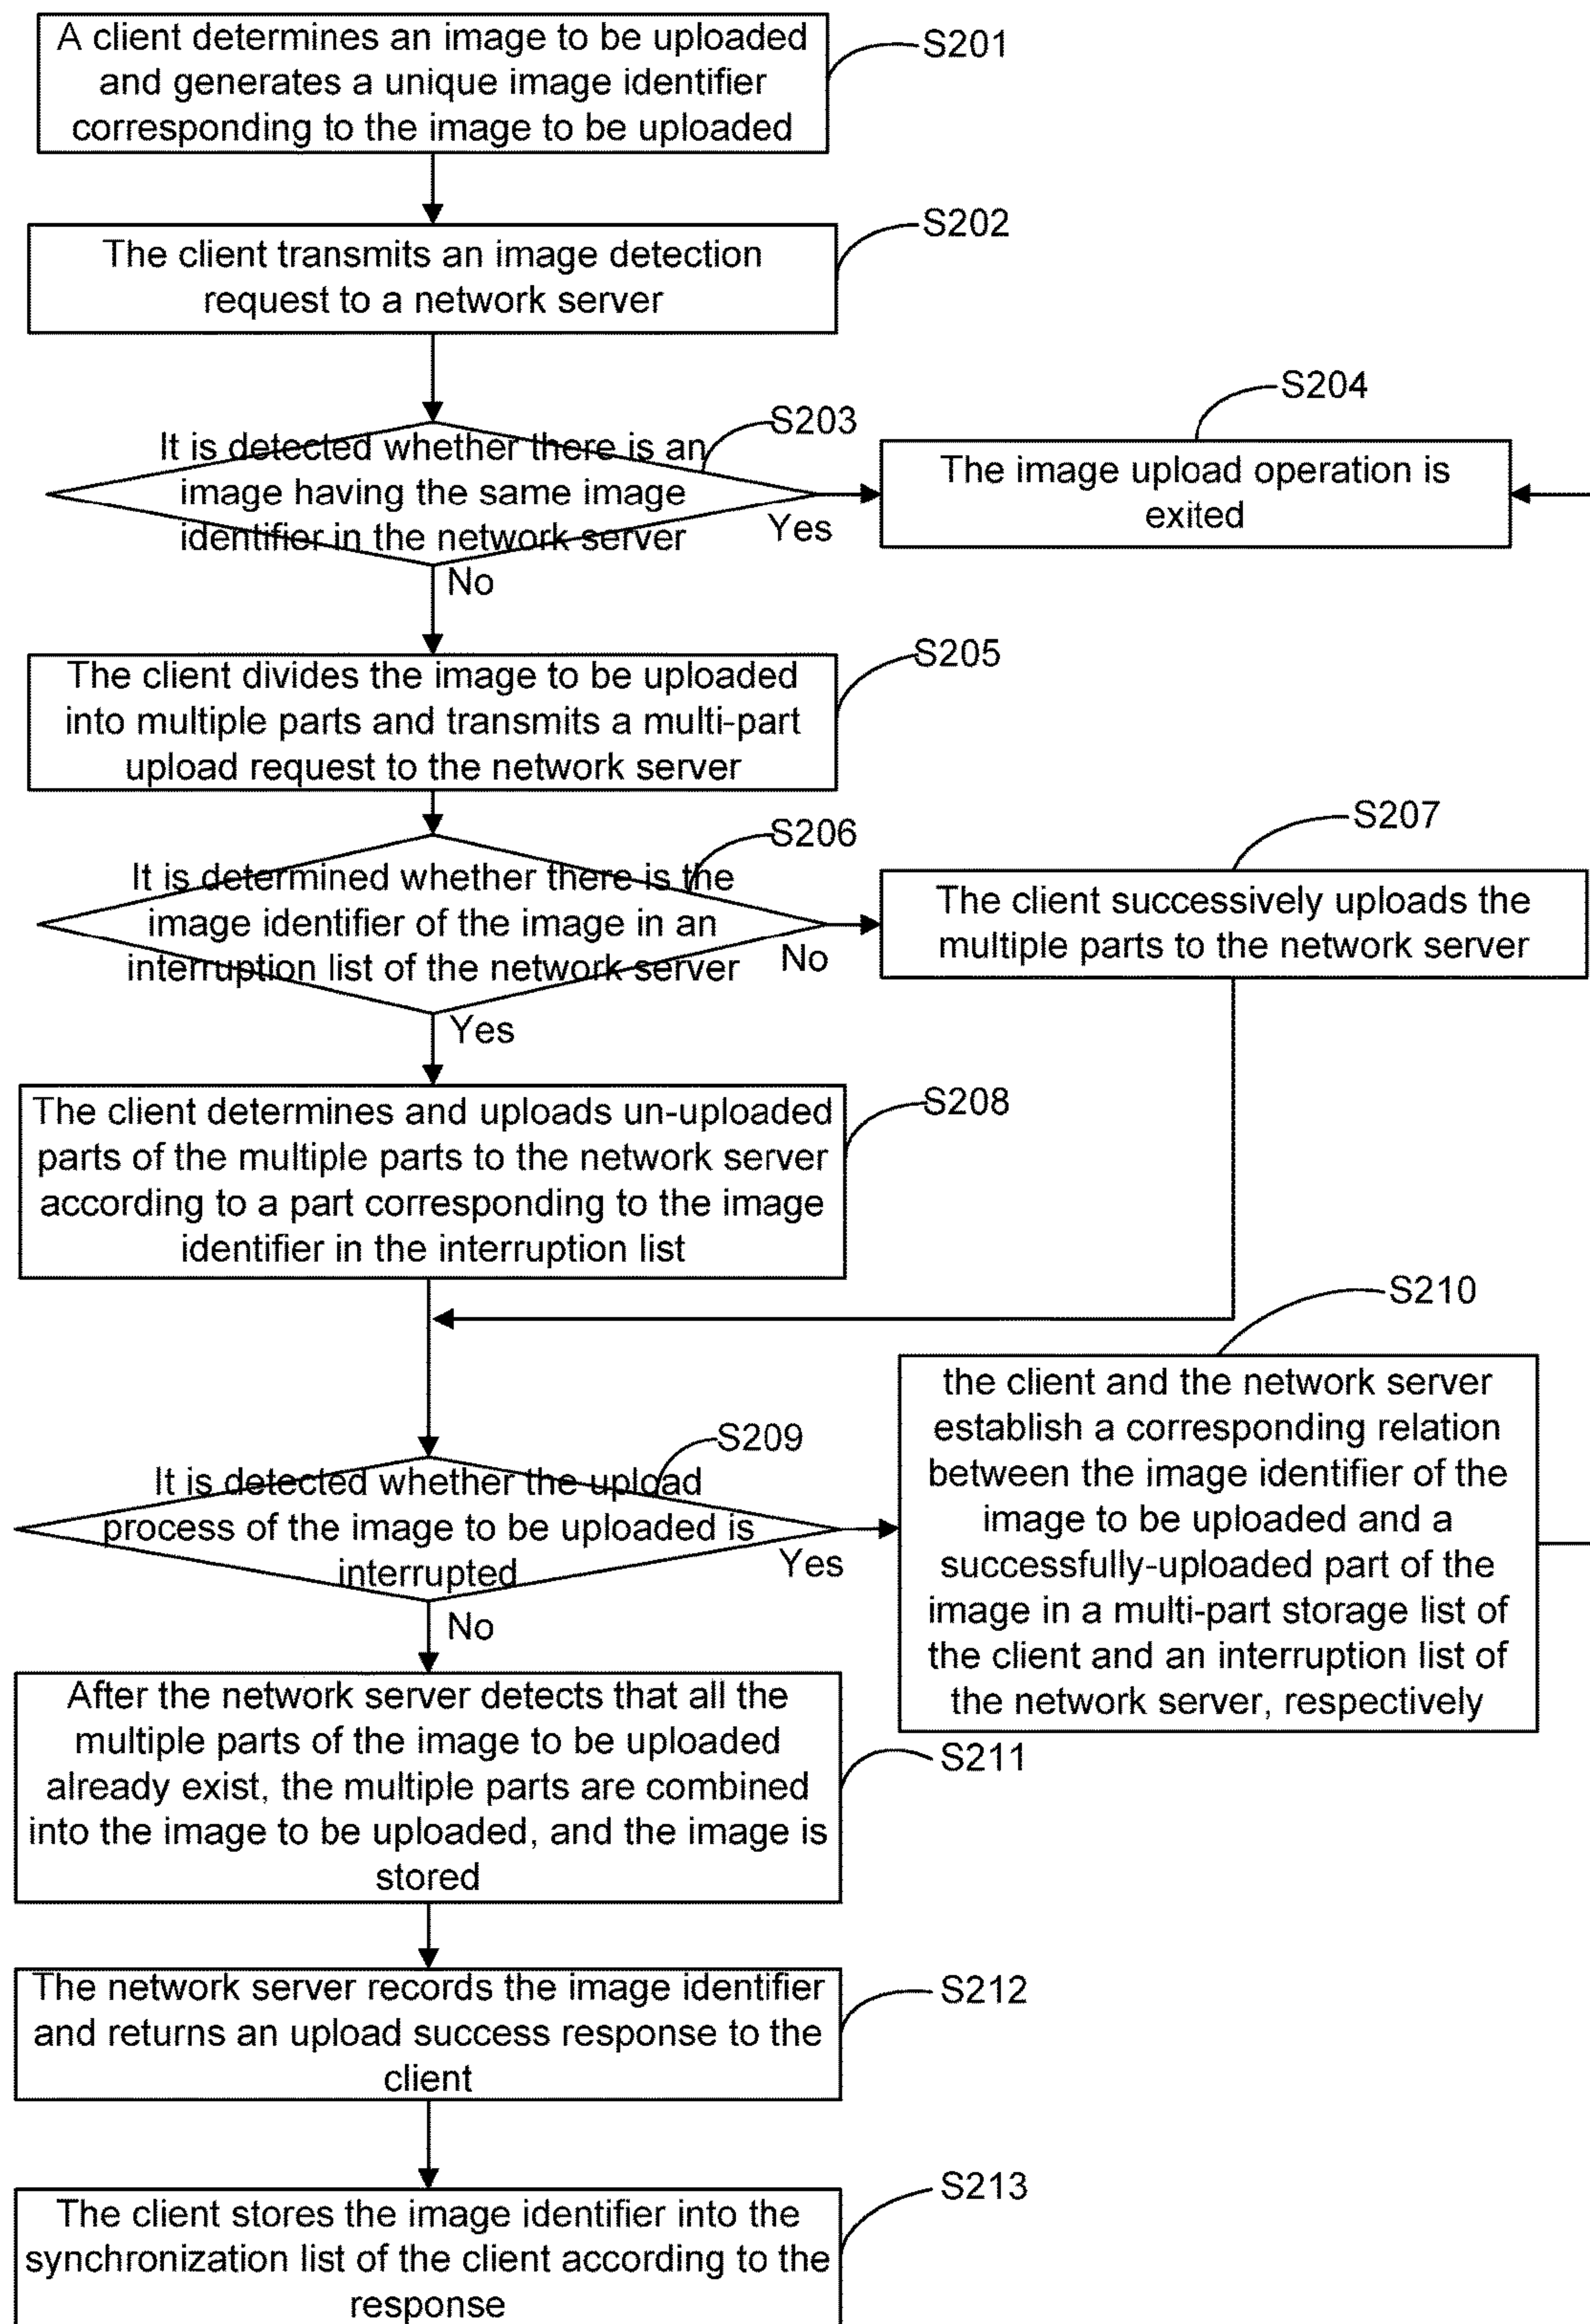 A client determines an image to be uploaded
and generates a unique image identifier
corresponding to the image to be uploaded
S201
The client transmits an image detection
request to a network server
S202
It is detected whether there is an
image having the same image
identifier in the network server
S203
Yes
No
The image upload operation is
exited
S204
The client divides the image to be uploaded
into multiple parts and transmits a multi-part
upload request to the network server
S205
It is determined whether there is the
image identifier of the image in an
interruption list of the network server
S206
No
Yes
The client successively uploads the
multiple parts to the network server
S207
The client determines and uploads un-uploaded
parts of the multiple parts to the network server
according to a part corresponding to the image
identifier in the interruption list
S208
It is detected whether the upload
process of the image to be uploaded is
interrupted
S209
Yes
No
the client and the network server
establish a corresponding relation
between the image identifier of the
image to be uploaded and a
successfully-uploaded part of the
image in a multi-part storage list of
the client and an interruption list of
the network server, respectively
S210
After the network server detects that all the
multiple parts of the image to be uploaded
already exist, the multiple parts are combined
into the image to be uploaded, and the image is
stored
S211
The network server records the image identifier
and returns an upload success response to the
client
S212
The client stores the image identifier into the
synchronization list of the client according to the
response
S213